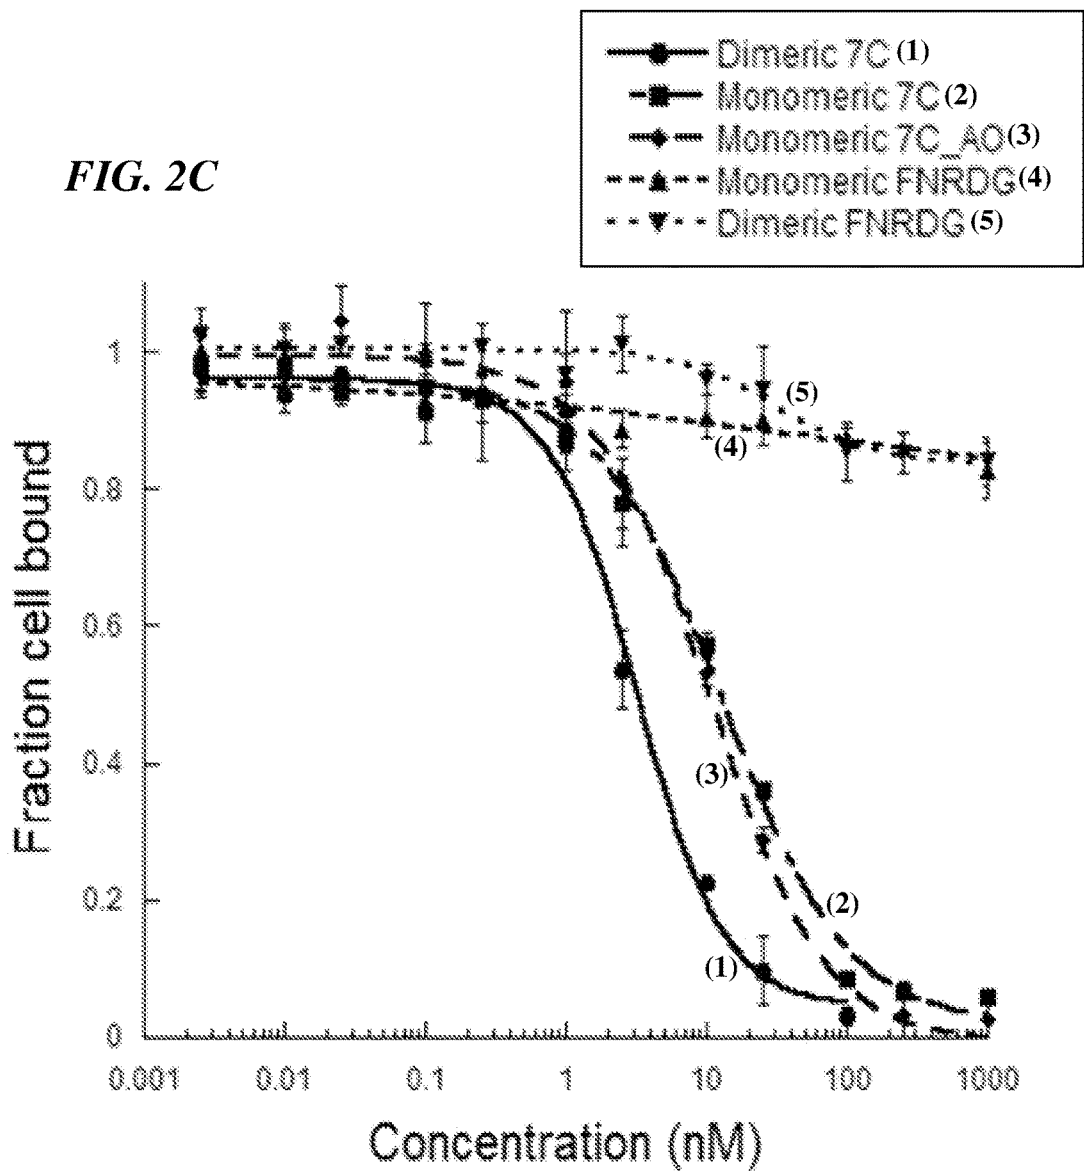 Dimeric 7C (1)
Monomeric 7C (2)
Monomeric 7C_AO (3)
Monomeric FNRDG (4)
Dimeric FNRDG (5)
FIG. 2C
Fraction cell bound
1
0.8
0.6
0.4
0.2
0
(5)
(4)
(3)
(2)
(1)
0.001
0.01
0.1
1
10
100
1000
Concentration (nM)